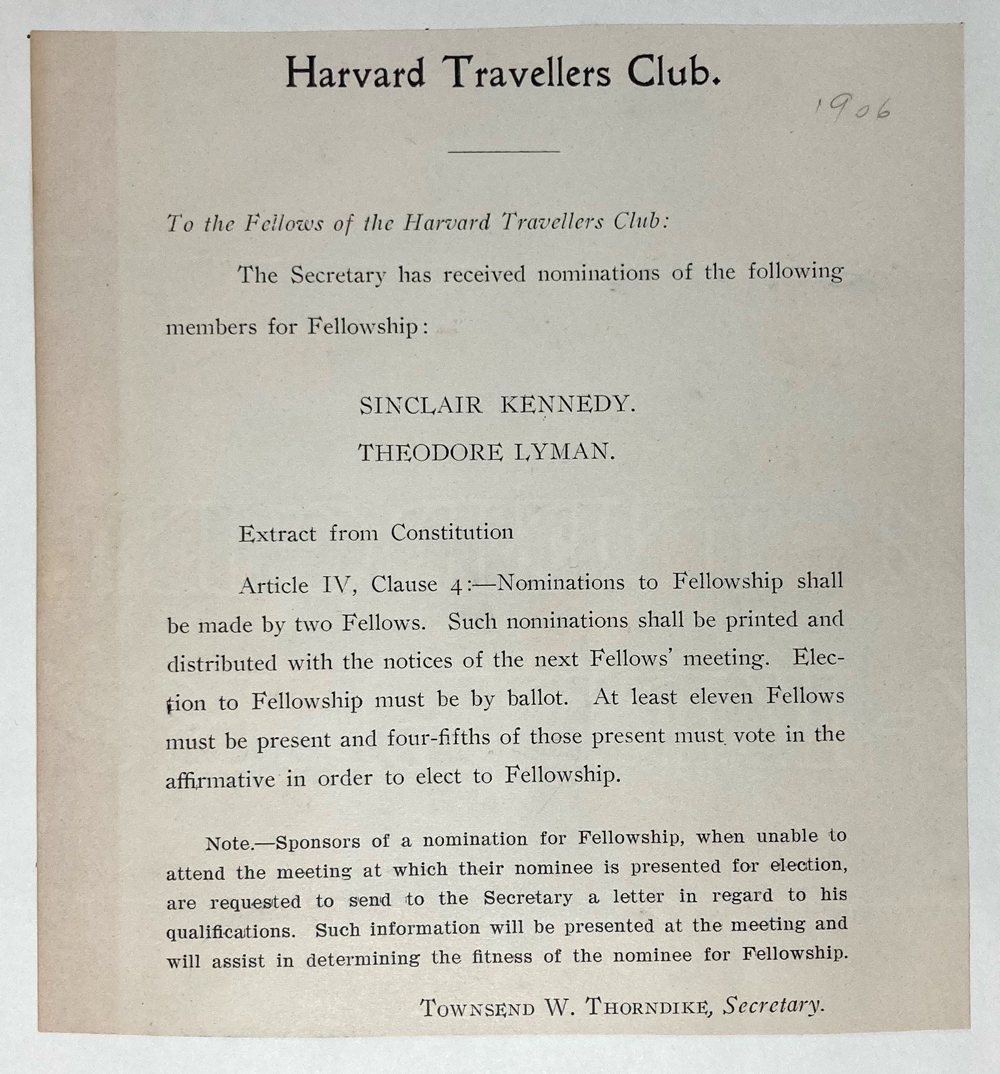 Harvard Travellers Club.
1906
To the Fellows of the Harvard Travellers Club:
The Secretary has received nominations of the following
members for Fellowship:
SINCLAIR KENNEDY.
THEODORE LYMAN.
Extract from Constitution
Article IV, Clause 4:—Nominations to Fellowship shall
be made by two Fellows. Such nominations shall be printed and
distributed with the notices of the next Fellows' meeting. Elec-
tion to Fellowship must be by ballot. At least eleven Fellows
must be present and four-fifths of those present must vote in the
affirmative in order to elect to Fellowship.
Note.—Sponsors of a nomination for Fellowship, when unable to
attend the meeting at which their nominee is presented for election,
are requested to send to the Secretary a letter in regard to his
qualifications. Such information will be presented at the meeting and
will assist in determining the fitness of the nominee for Fellowship.
TOWNSEND W. THORNDIKE, Secretary.